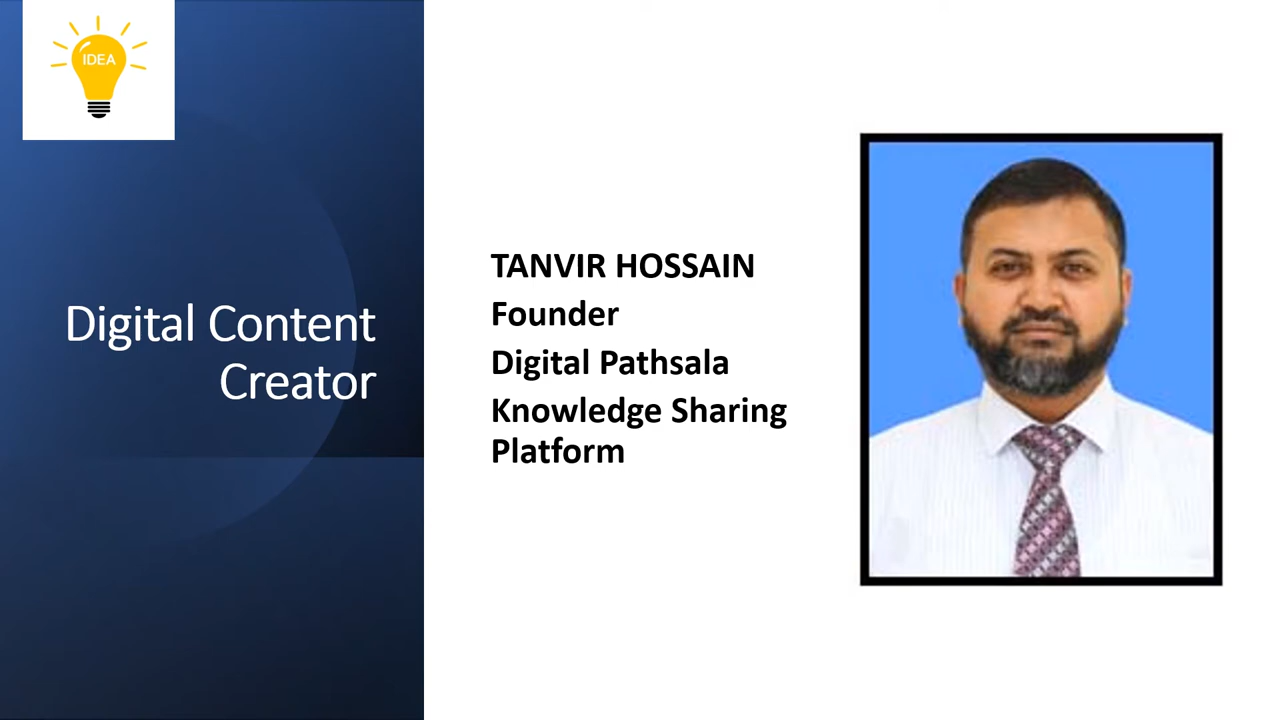 IDEA
Digital Content
Creator
TANVIR HOSSAIN
Founder
Digital Pathsala
Knowledge Sharing
Platform